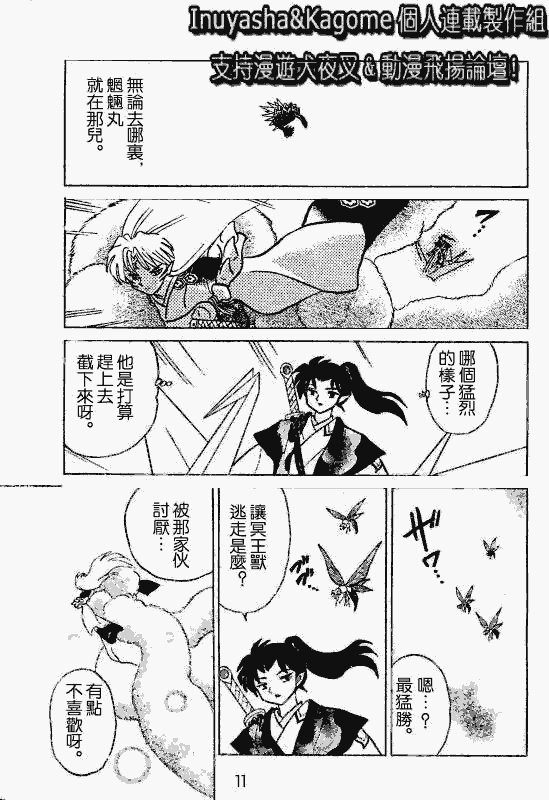 Inuyasha&Kagome 個人連載製作組
支持漫遊犬夜叉 & 動漫飛揚論壇!
無論去哪裏，
魍魎丸
就在那兒。
哪個猛烈
的樣子…
他是打算
趕上去
截下來呀。
嗯…？
最猛勝。
讓冥王獸
逃走是麼？
被那家伙
討厭…
有點
不喜歡呀。
11